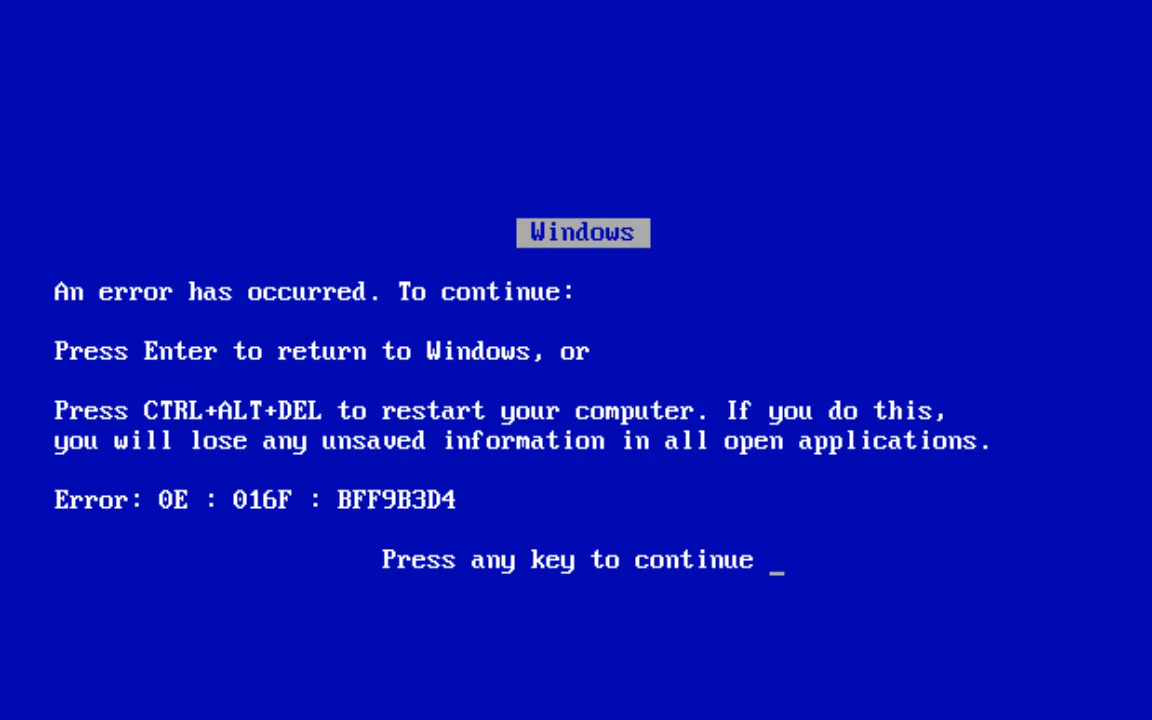 Windows
An error has occurred. To continue:
Press Enter to return to Windows, or
Press CTRL+ALT+DEL to restart your computer. If you do this,
you will lose any unsaved information in all open applications.
Error: 0E : 016F : BFF9B3D4
Press any key to continue _